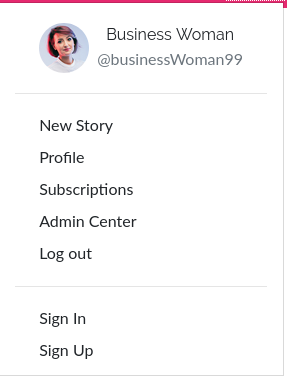 Business Woman
@businessWoman99
New Story
Profile
Subscriptions
Admin Center
Log out
Sign In
Sign Up